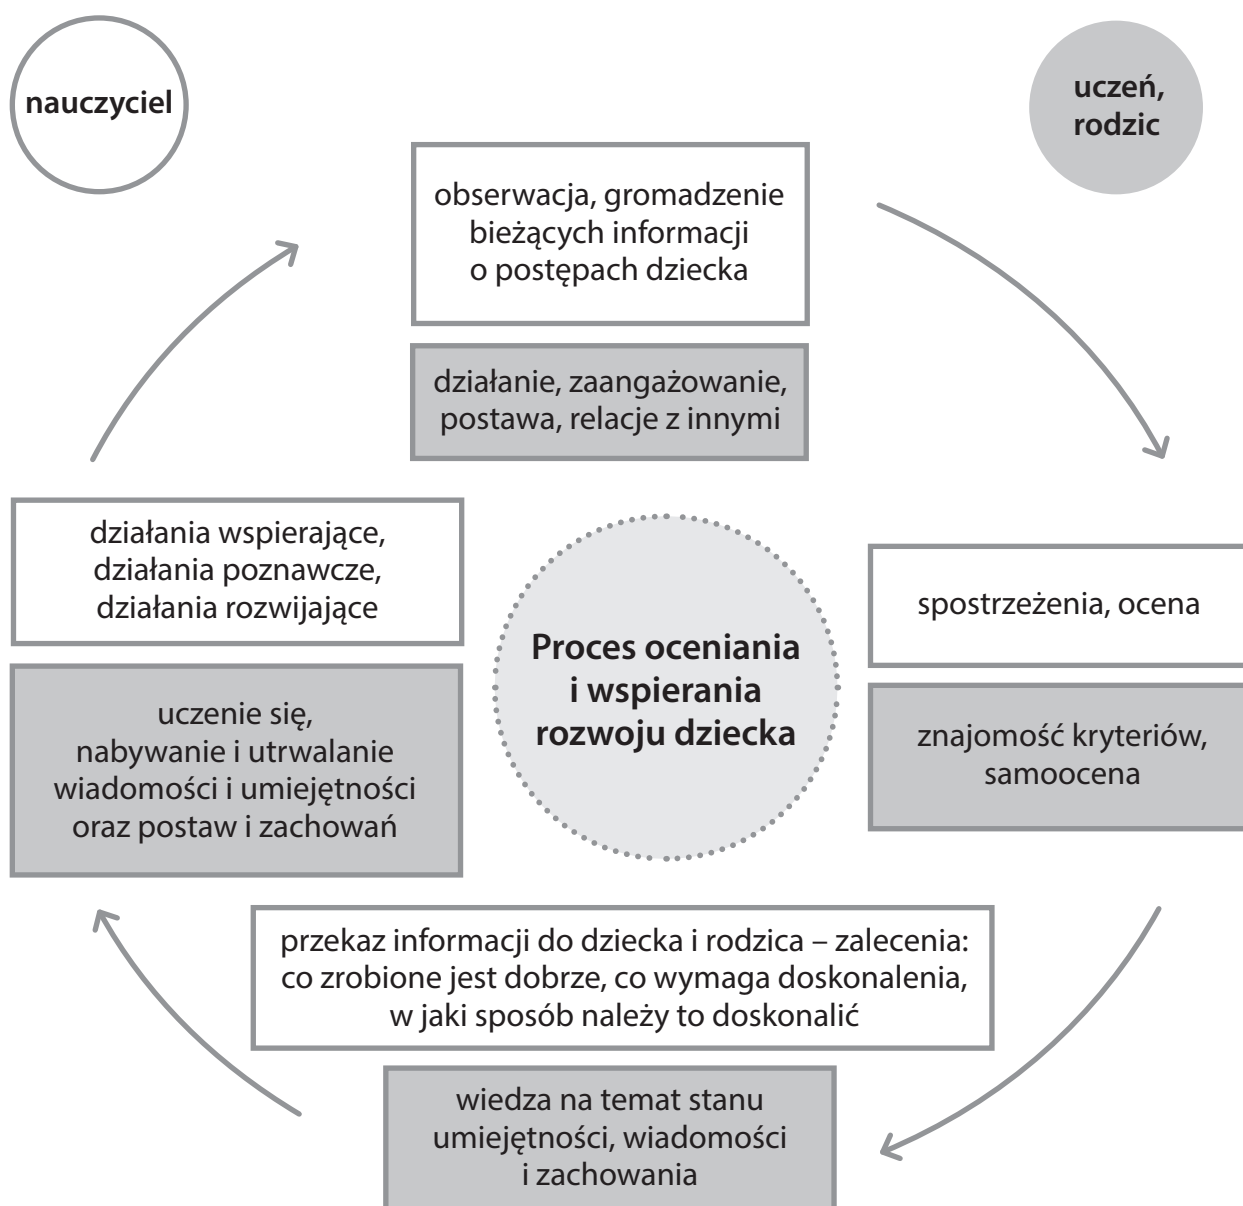 nauczyciel
uczeń,
rodzic
obserwacja, gromadzenie
bieżących informacji
o postępach dziecka
działanie, zaangażowanie,
postawa, relacje z innymi
działania wspierające,
działania poznawcze,
działania rozwijające
uczenie się,
nabywanie i utrwalanie
wiadomości i umiejętności
oraz postaw i zachowań
Proces oceniania
i wspierania
rozwoju dziecka
spostrzeżenia, ocena
znajomość kryteriów,
samoocena
przekaz informacji do dziecka i rodzica – zalecenia:
co zrobione jest dobrze, co wymaga doskonalenia,
w jaki sposób należy to doskonalić
wiedza na temat stanu
umiejętności, wiadomości
i zachowania